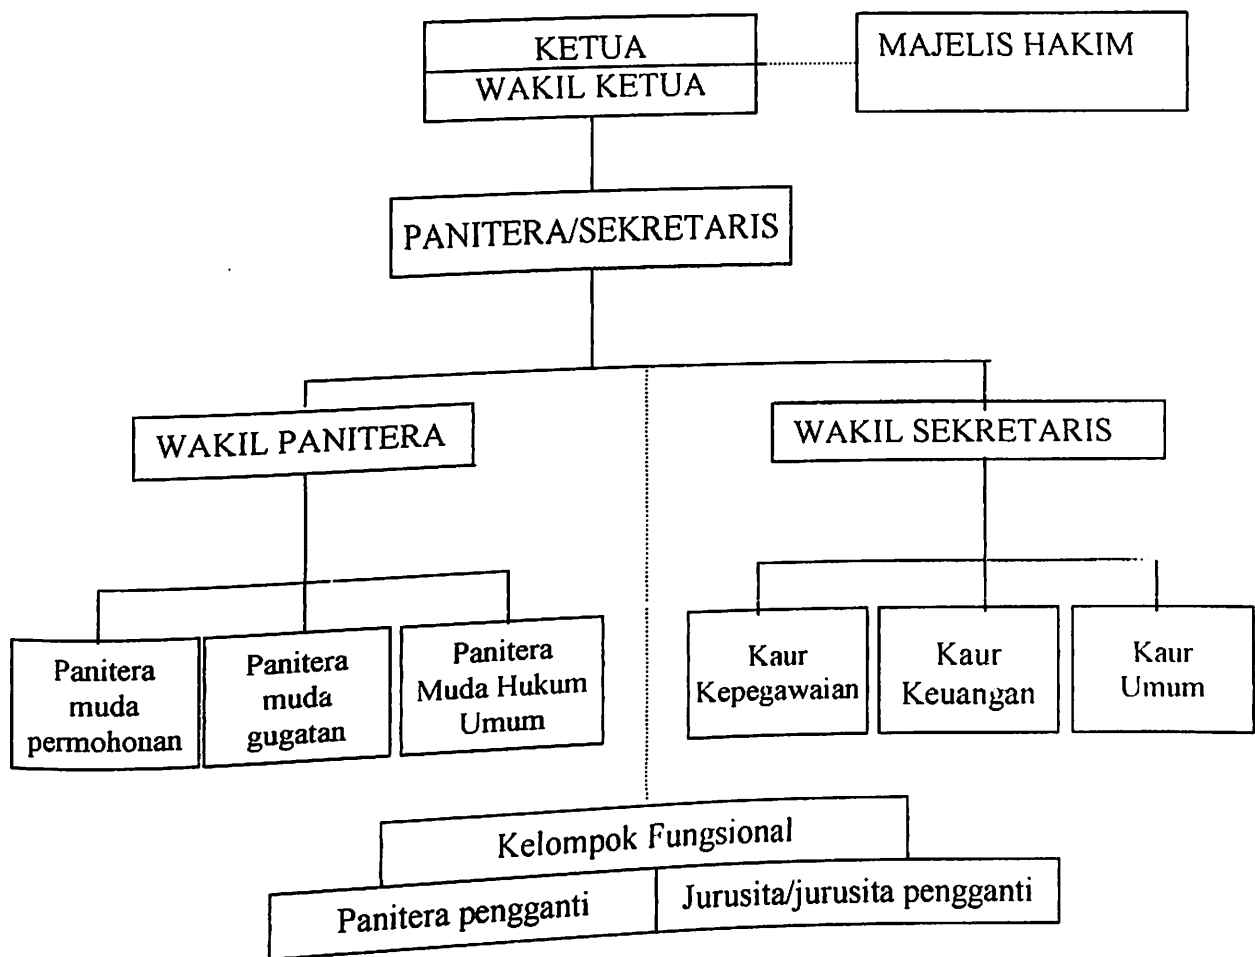 KETUA
WAKIL KETUA
MAJELIS HAKIM
PANITERA/SEKRETARIS
WAKIL PANITERA
WAKIL SEKRETARIS
Panitera
muda
permohonan
Panitera
muda
gugatan
Panitera
Muda Hukum
Umum
Kaur
Kepegawaian
Kaur
Keuangan
Kaur
Umum
Kelompok Fungsional
Panitera pengganti
Jurusita/jurusita pengganti